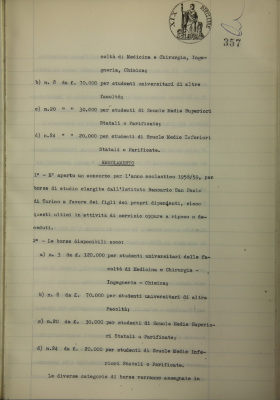 357
coltà di Medicina e Chirurgia, Inge-
gneria, Chimica;
b) n. 8 da £. 70.000 per studenti universitari di altre
facoltà;
c) n.20 " " 30.000 per studenti di Scuole Medie Superiori
Statali o Parificate;
d) n.24 " " 20.000 per studenti di Scuole Medie Inferiori
Statali o Parificate.
REGOLAMENTO
1° - E' aperto un concorso per l'anno scolastico 1958/59, per
borse di studio elargite dall'Istituto Bancario San Paolo
di Torino a favore dei figli dei propri dipendenti, siano
questi ultimi in attività di servizio oppure a riposo o de-
ceduti.
2° - Le borse disponibili sono:
a) n. 3 da £. 120.000 per studenti universitari delle fa-
coltà di Medicina e Chirurgia -
Ingegneria e Chimica;
b) n. 8 da £. 70.000 per studenti universitari di altre
Facoltà;
c) n.20 da £. 30.000 per studenti di Scuole Medie Superio-
ri Statali o Parificate;
d) n.24 da £. 20.000 per studenti di Scuole Medie Infe-
riori Statali o Parificate.
Le diverse categorie di borse verranno assegnate in